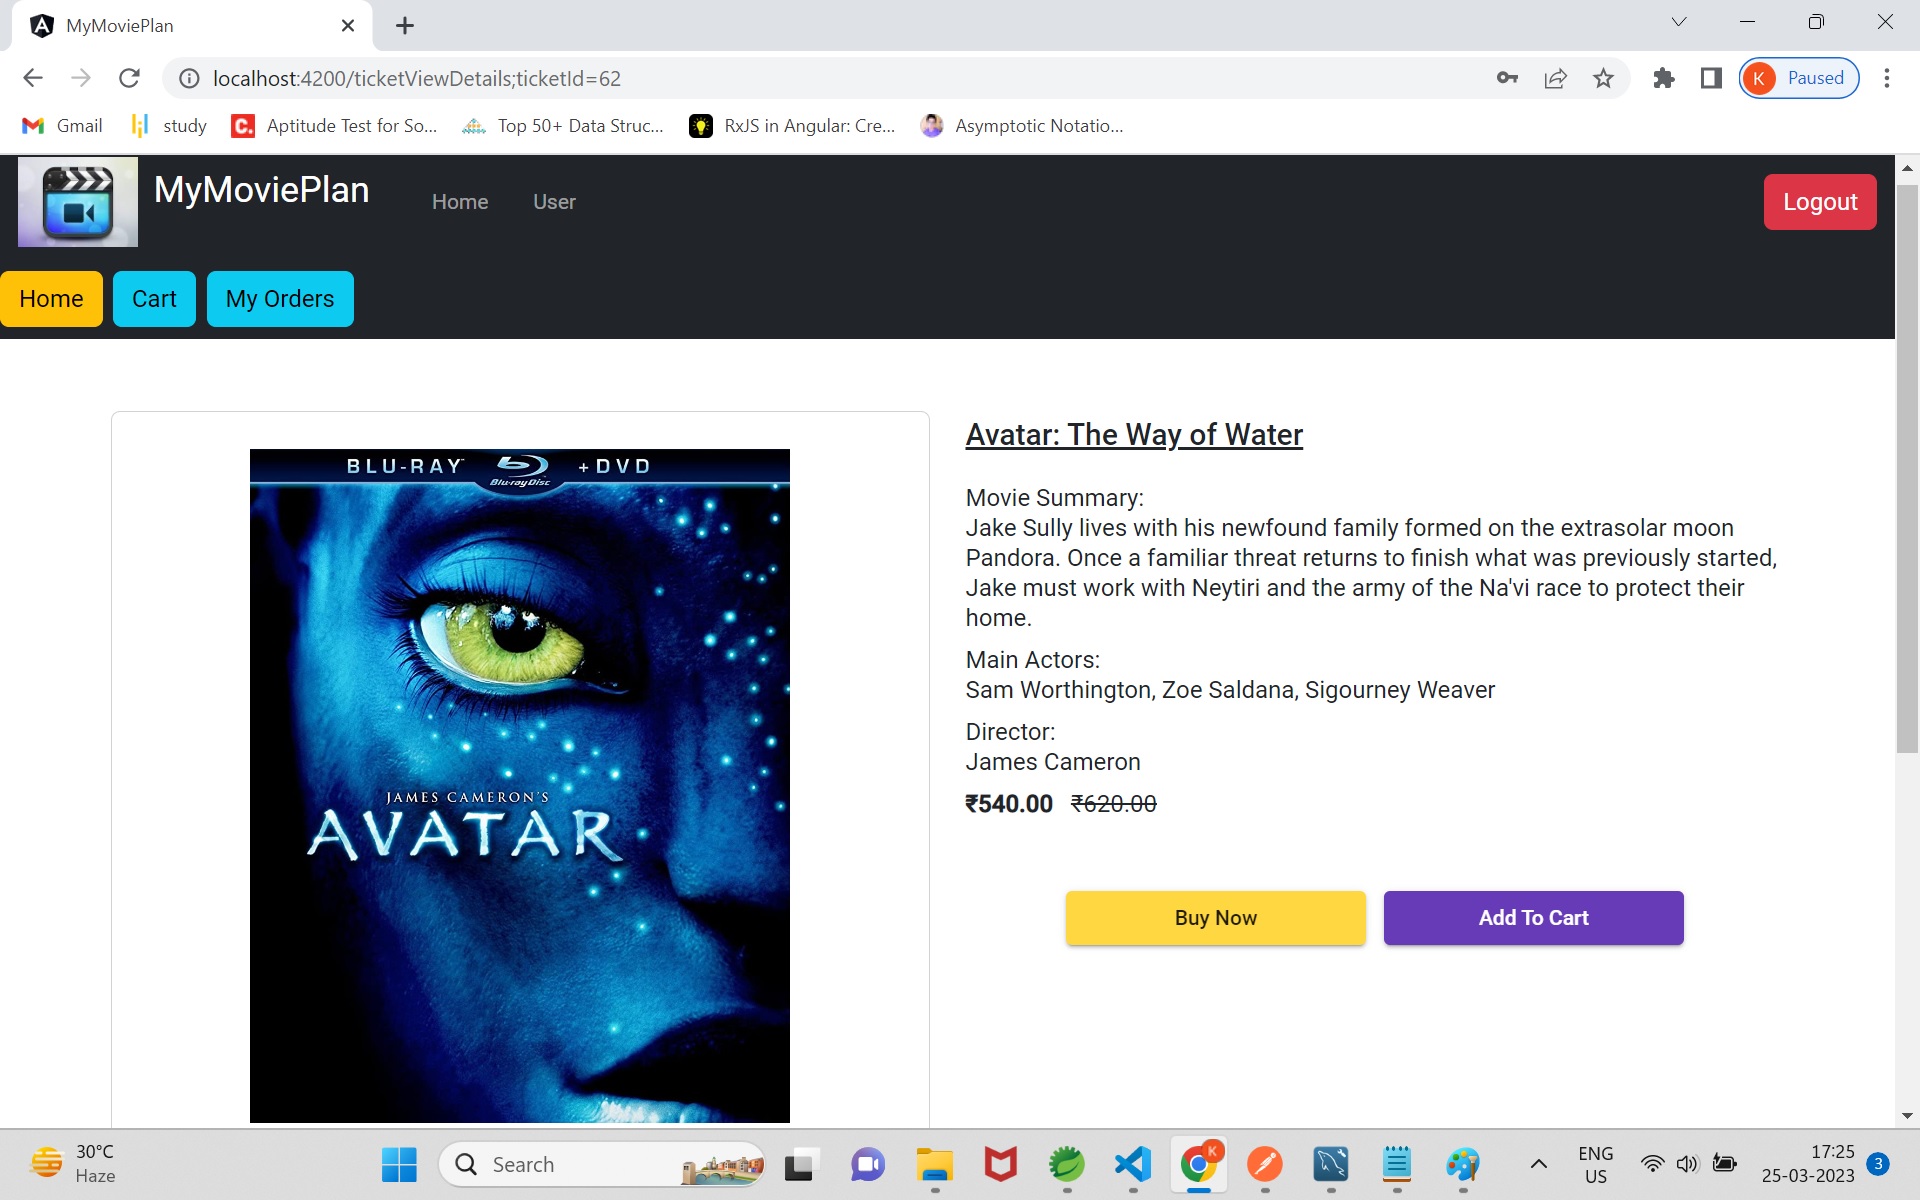 MyMoviePlan
localhost:4200/ticketViewDetails;ticketId=62
K Paused
Gmail
study
C. Aptitude Test for So...
Top 50+ Data Struc...
RxJS in Angular: Cre...
Asymptotic Notatio...
MyMoviePlan
Home
User
Logout
Home
Cart
My Orders
BLU-RAY™ Blu-ray Disc + DVD
JAMES CAMERON'S
AVATAR
Avatar: The Way of Water
Movie Summary:
Jake Sully lives with his newfound family formed on the extrasolar moon
Pandora. Once a familiar threat returns to finish what was previously started,
Jake must work with Neytiri and the army of the Na'vi race to protect their
home.
Main Actors:
Sam Worthington, Zoe Saldana, Sigourney Weaver
Director:
James Cameron
₹540.00 ₹620.00
Buy Now
Add To Cart
30°C
Haze
Search
K
ENG
US
17:25
25-03-2023
3